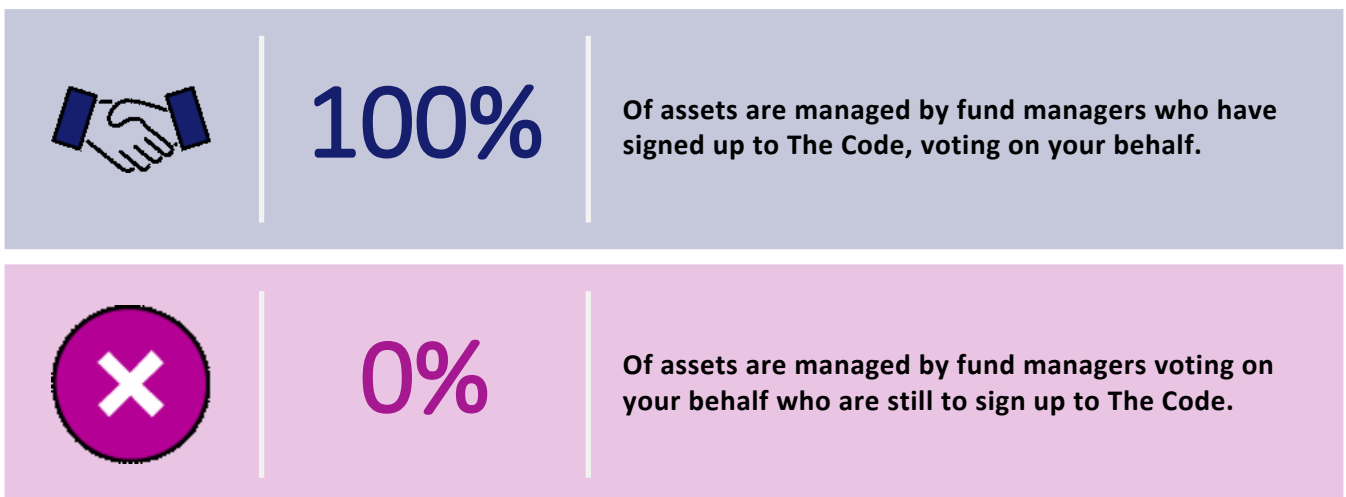 100%
Of assets are managed by fund managers who have
signed up to The Code, voting on your behalf.
0%
Of assets are managed by fund managers voting on
your behalf who are still to sign up to The Code.